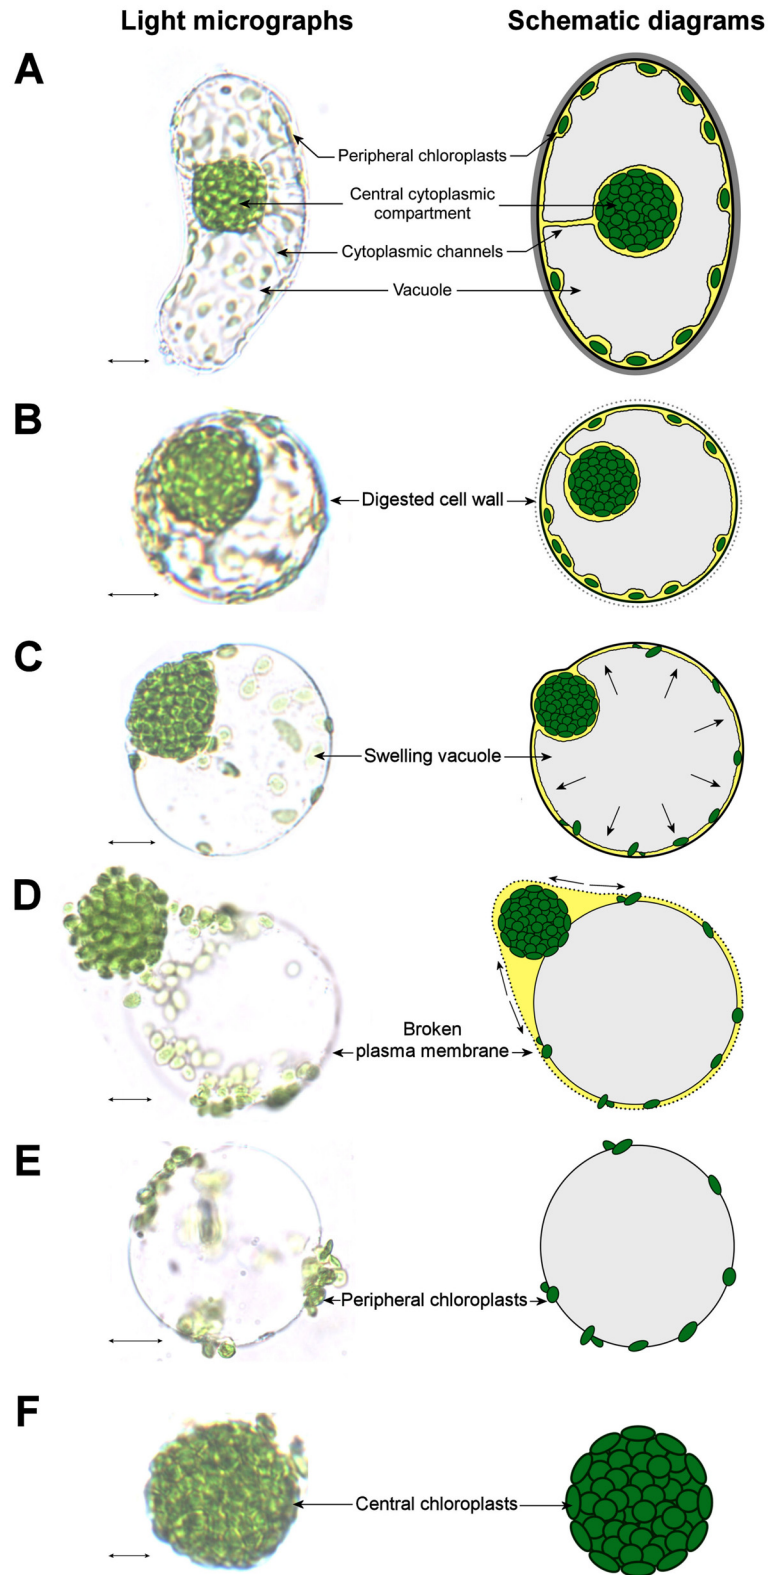 Light micrographs
Schematic diagrams
A
Peripheral chloroplasts
Central cytoplasmic
compartment
Cytoplasmic channels
Vacuole
B
Digested cell wall
C
Swelling vacuole
D
Broken
plasma membrane
E
Peripheral chloroplasts
F
Central chloroplasts